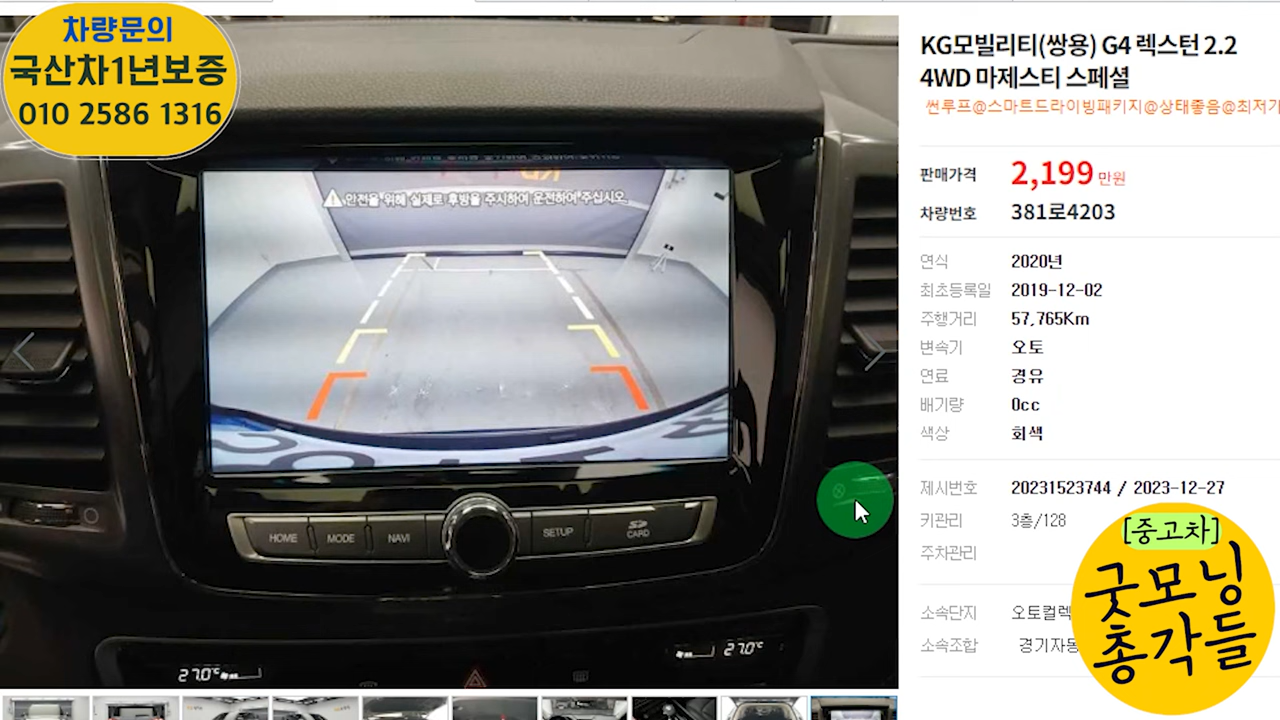 차량문의
국산차1년보증
010 2586 1316
안전을 위해 실제로 후방을 주시하여 운전하여 주십시오
HOME
MODE
NAVI
SETUP
SD CARD
27.0℃
27.0℃
KG모빌리티(쌍용) G4 렉스턴 2.2
4WD 마제스티 스페셜
썬루프@스마트드라이빙패키지@상태좋음@최저가
판매가격 2,199 만원
차량번호 381로4203
연식 2020년
최초등록일 2019-12-02
주행거리 57,765Km
변속기 오토
연료 경유
배기량 0cc
색상 회색
제시번호 20231523744 / 2023-12-27
키관리 3층/128
주차관리
소속단지 오토컬렉
소속조합 경기자동
[중고차]
굿모닝
총각들